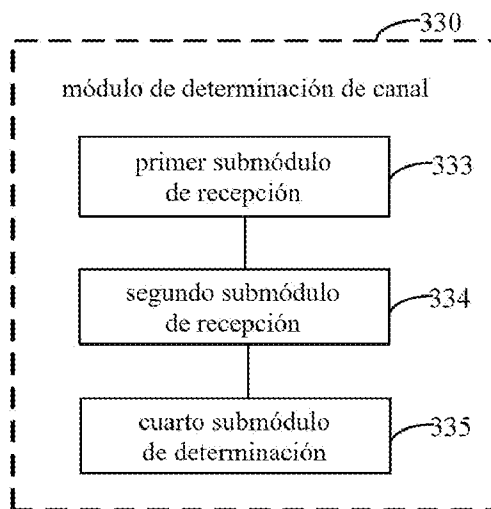 330
módulo de determinación de canal
primer submódulo
de recepción
333
segundo submódulo
de recepción
334
cuarto submódulo
de determinación
335